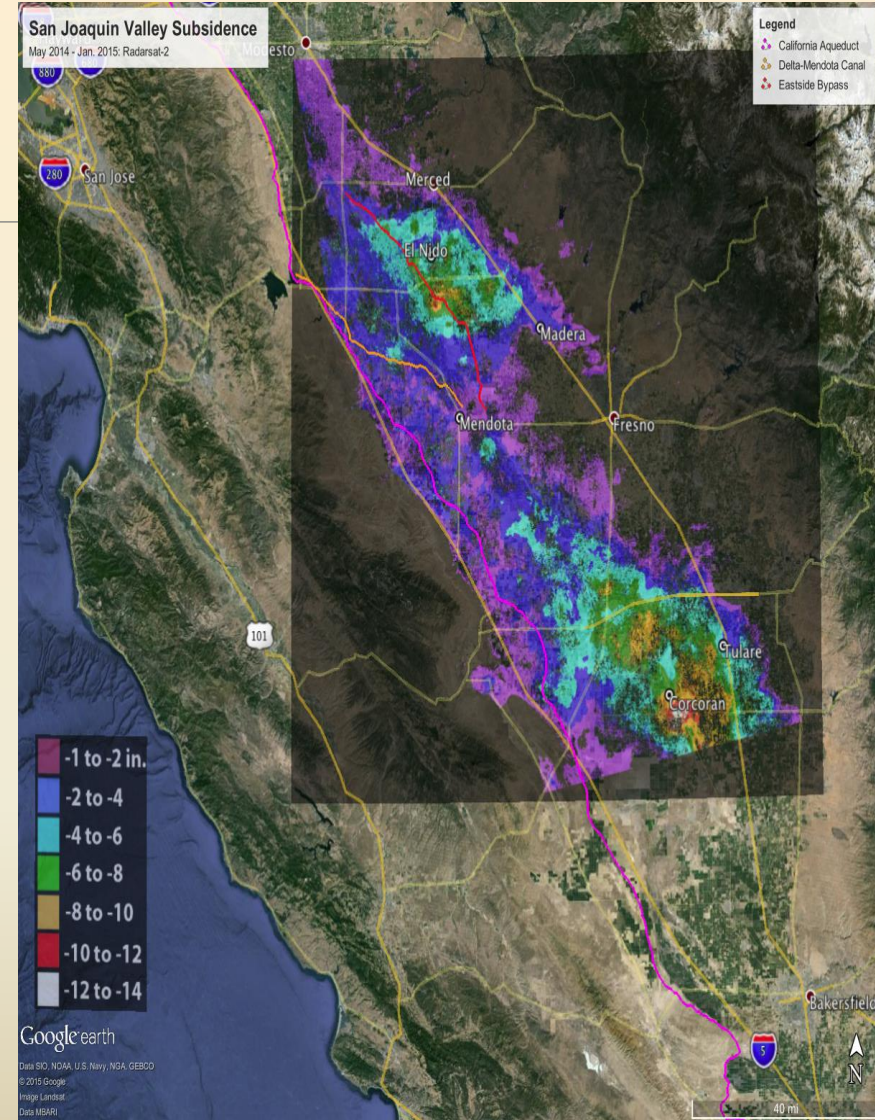 San Joaquin Valley Subsidence
May 2014 - Jan. 2015: Radarsat-2
Legend
California Aqueduct
Delta-Mendota Canal
Eastside Bypass
Modesto
880
280
San Jose
Merced
El Nido
Madera
Mendota
Fresno
101
Tulare
Corcoran
-1 to -2 in.
-2 to -4
-4 to -6
-6 to -8
-8 to -10
-10 to -12
-12 to -14
Bakersfield
5
N
40 mi
Google earth
Data SIO, NOAA, U.S. Navy, NGA, GEBCO
© 2015 Google
Image Landsat
Data MBARI